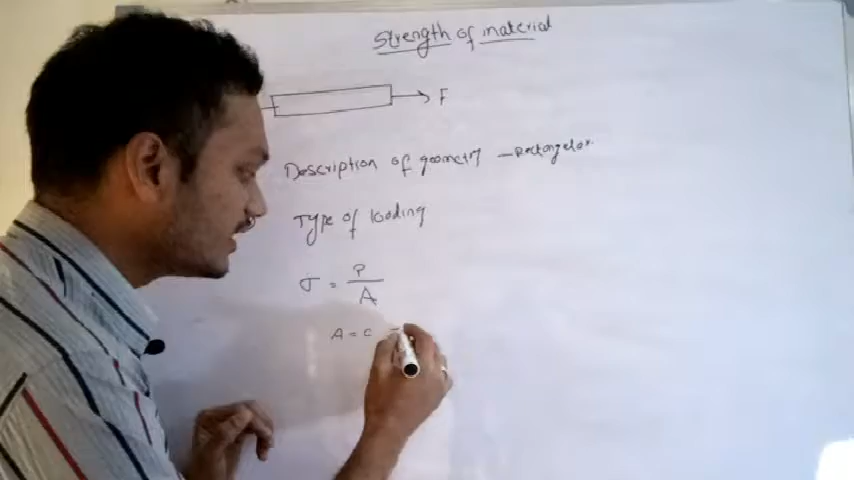 Strength of material
F
Description of geometry - Rectangular
Type of loading
σ = P / A
A = C